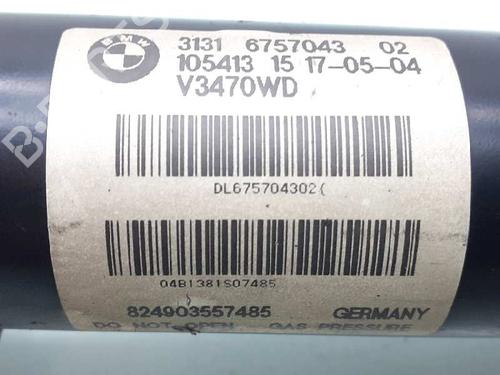 BMW
3131 6757043 02
105413 15 17-05-04
V3470WD
DL675704302(
04B1381S07485
824903557485 GERMANY
DO NOT OPEN GAS PRESSURE